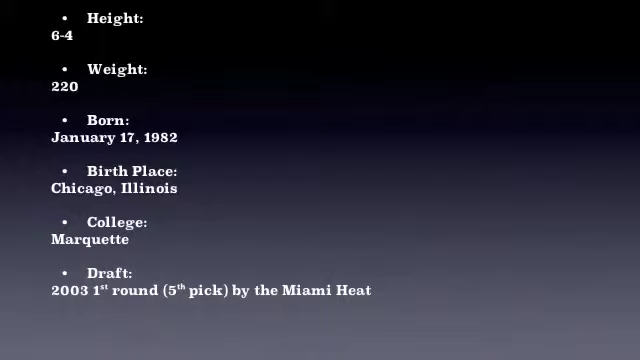 • Height:
6-4
• Weight:
220
• Born:
January 17, 1982
• Birth Place:
Chicago, Illinois
• College:
Marquette
• Draft:
2003 1st round (5th pick) by the Miami Heat